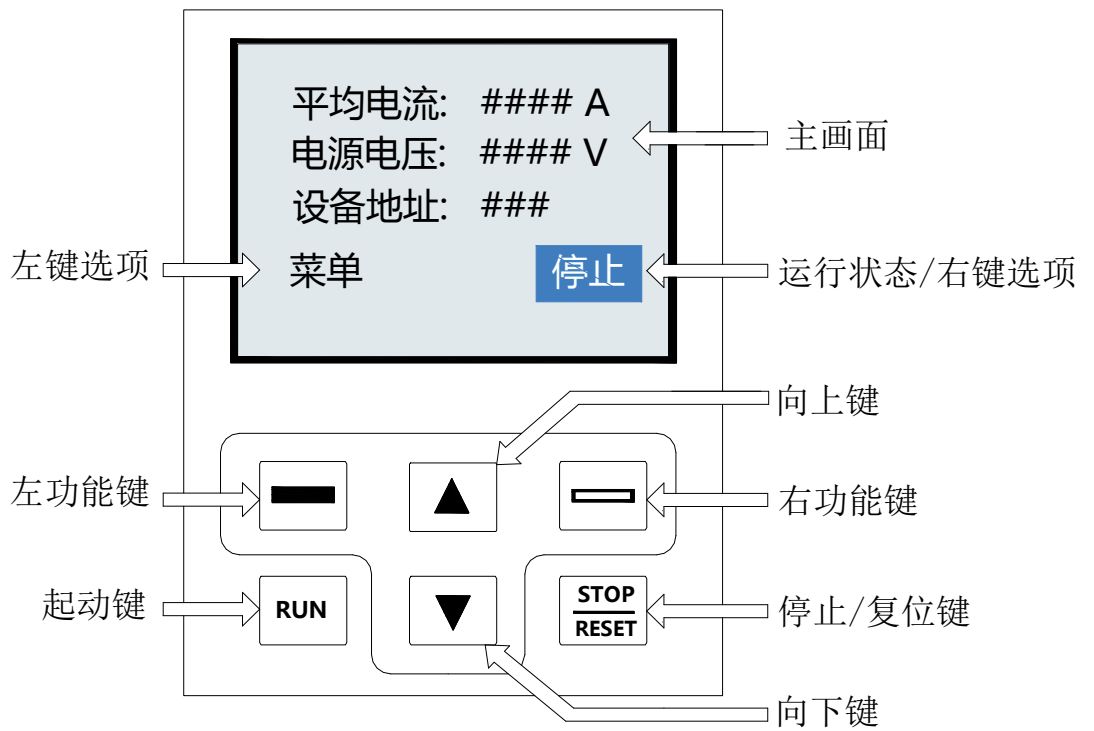 平均电流: #### A
电源电压: #### V
设备地址: ###
菜单 停止
主画面
左键选项
运行状态/右键选项
向上键
左功能键
右功能键
起动键
RUN
STOP
RESET
停止/复位键
向下键